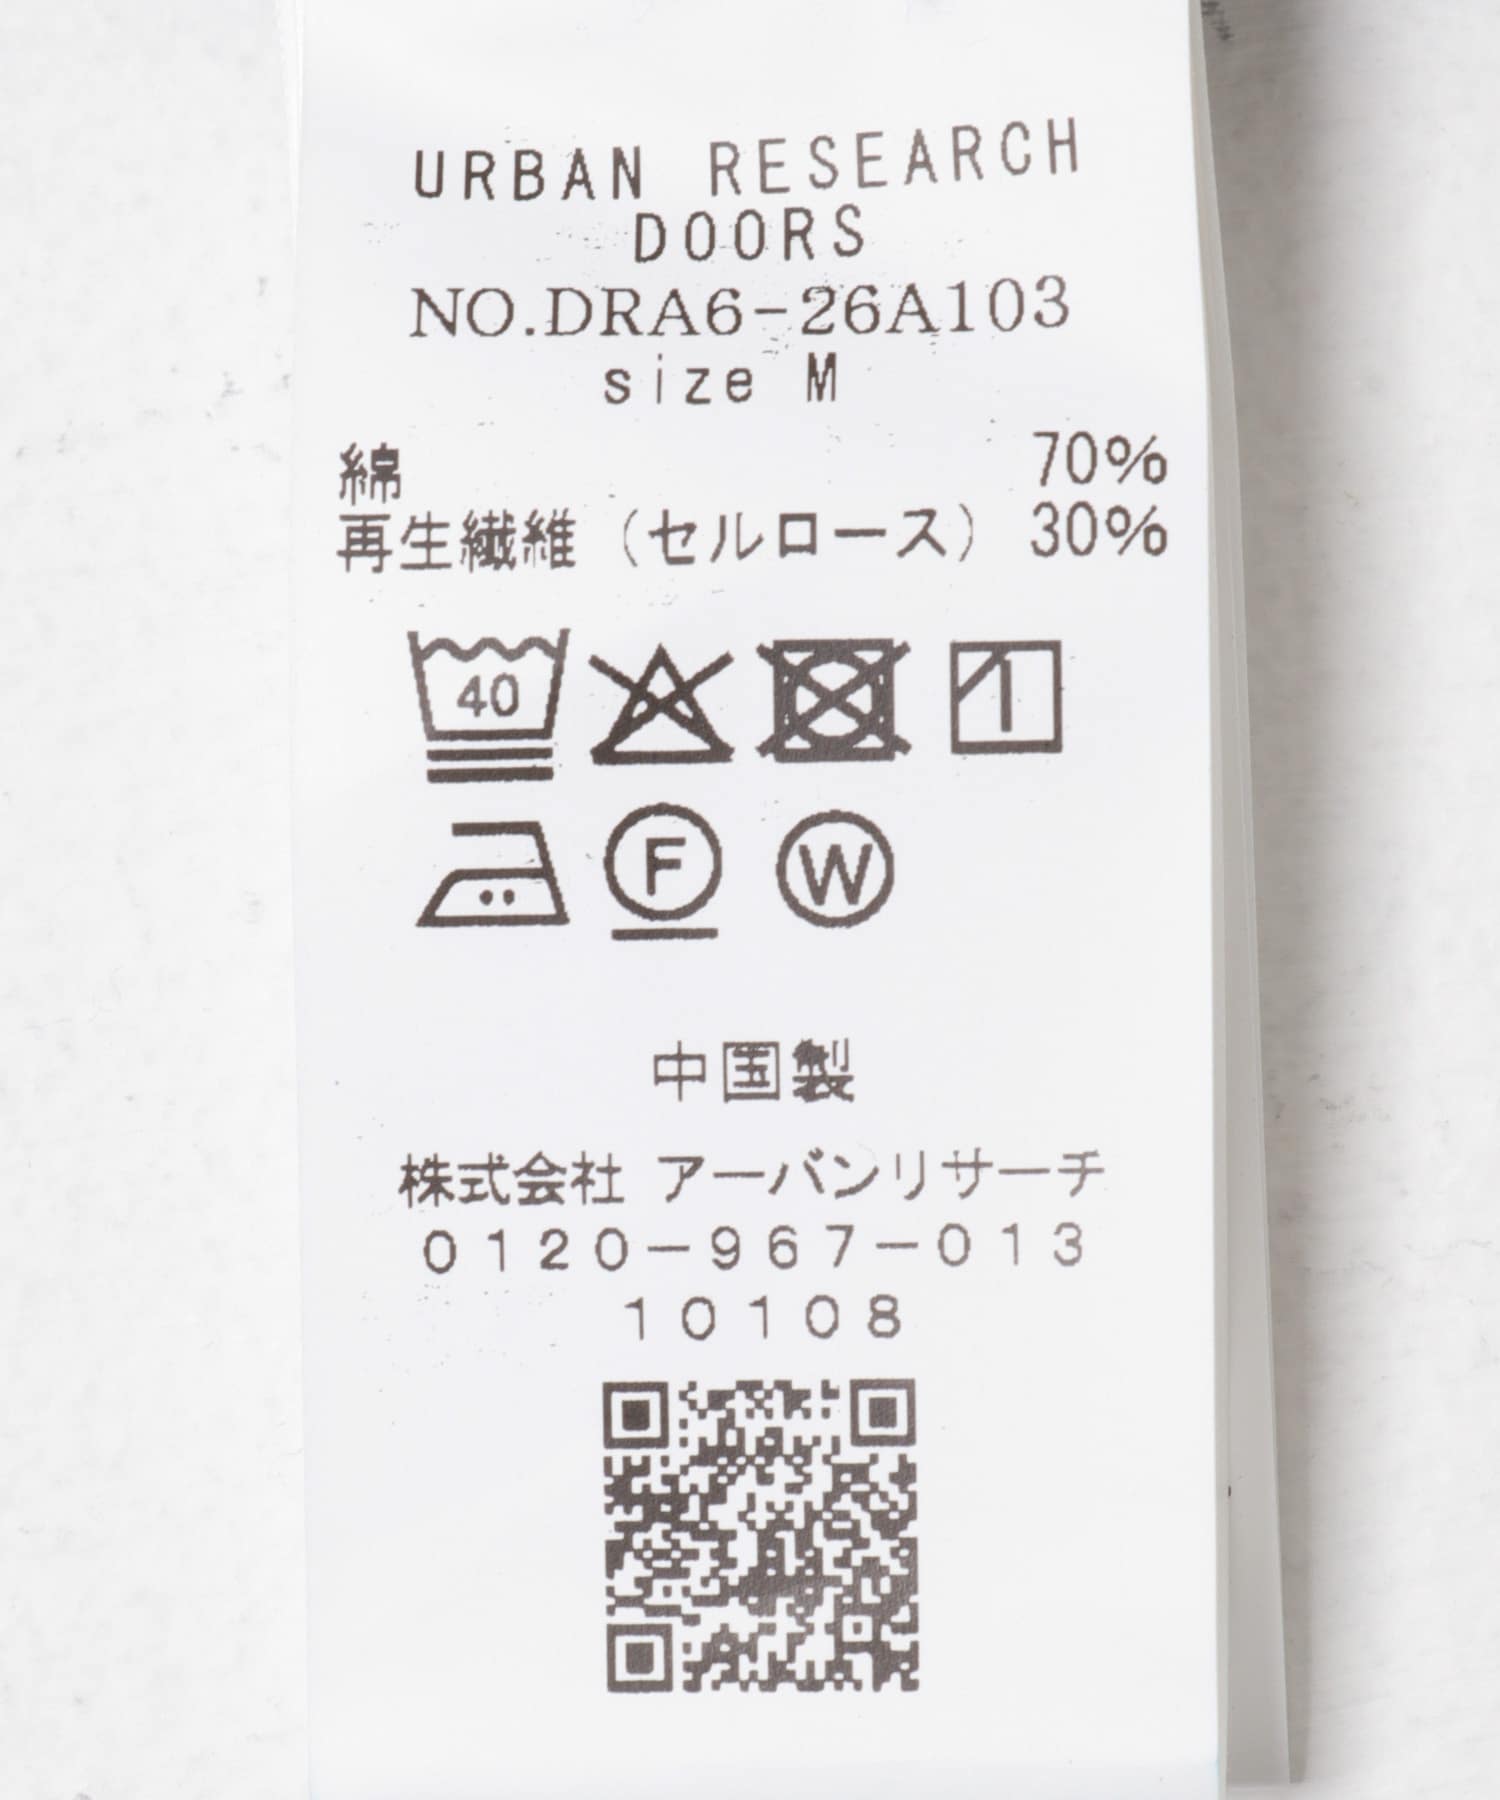 URBAN RESEARCH
DOORS
NO.DRA6-26A103
size M
綿 70%
再生繊維（セルロース） 30%
40
F W
中国製
株式会社 アーバンリサーチ
0120-967-013
10108